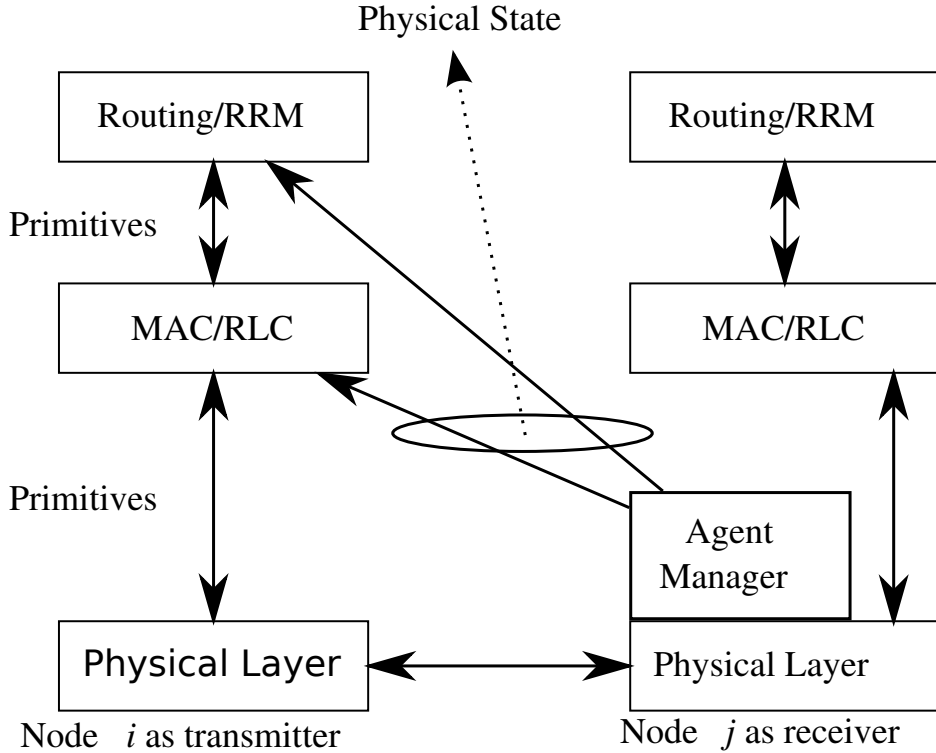 Physical State
Routing/RRM
Routing/RRM
Primitives
MAC/RLC
MAC/RLC
Primitives
Agent
Manager
Physical Layer
Physical Layer
Node i as transmitter
Node j as receiver